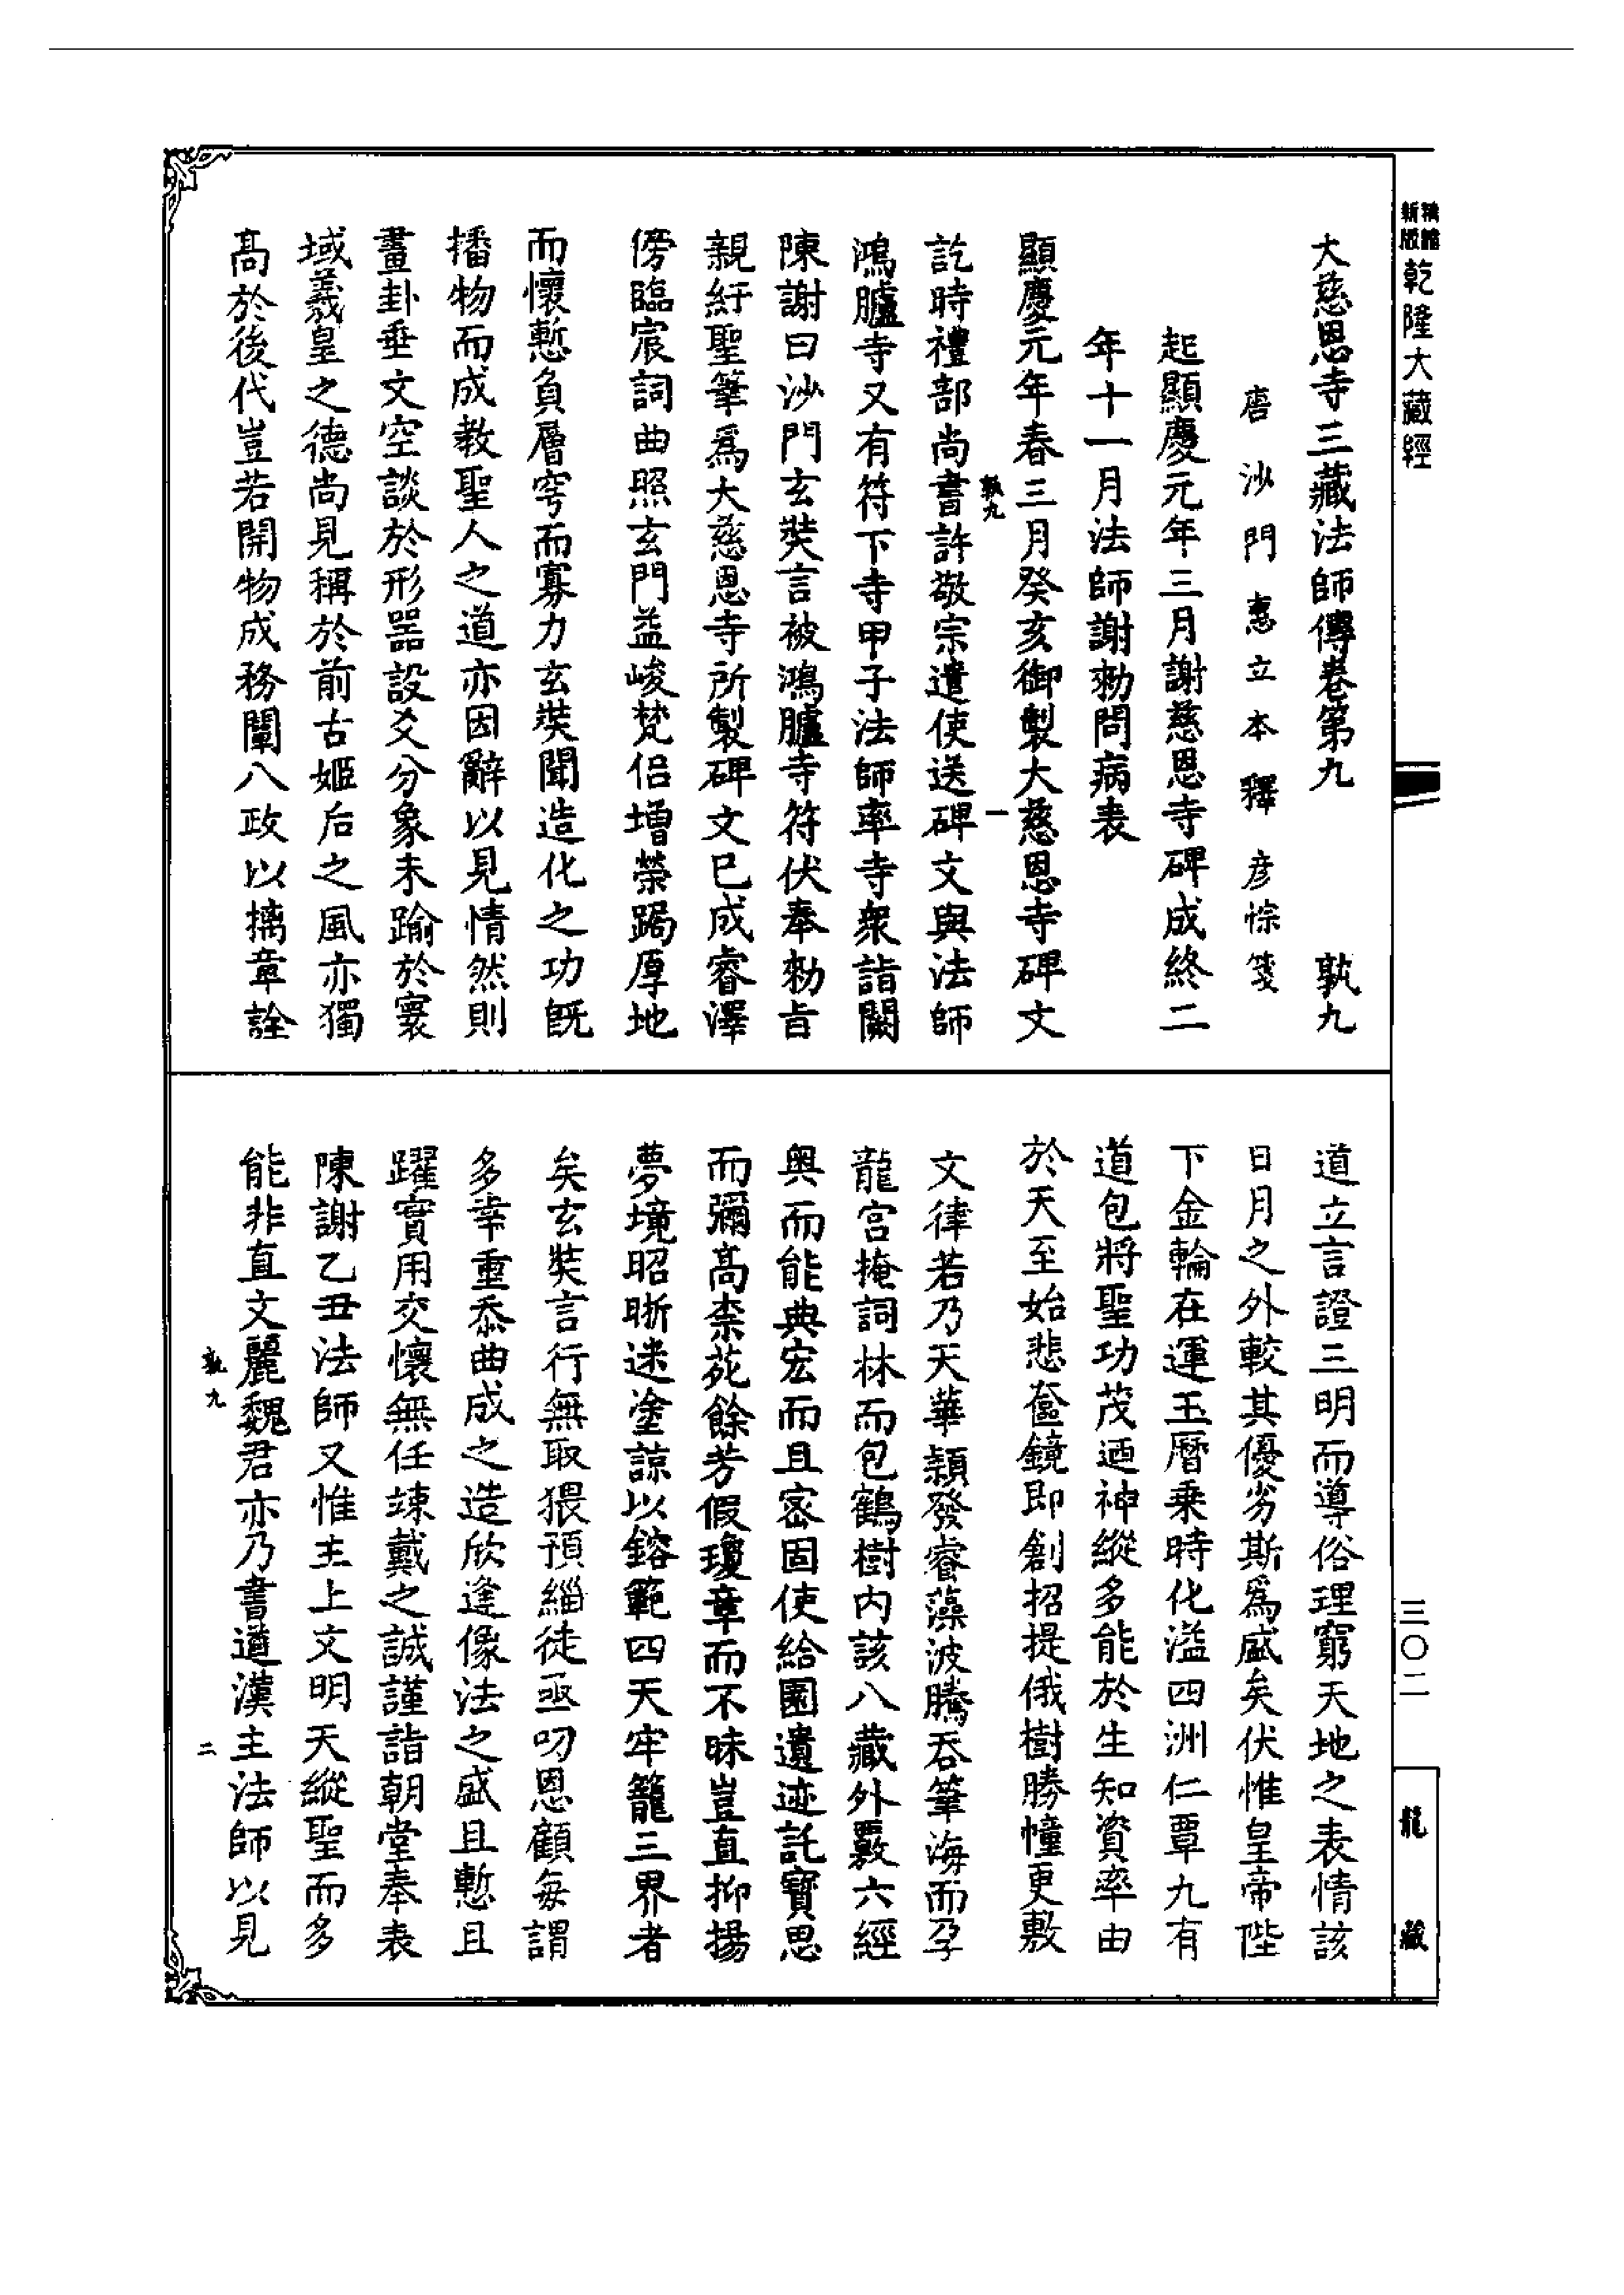 新版精雕乾隆大藏經
大慈恩寺三藏法師傳卷第九 孰九
唐沙門惠立本釋彦悰箋
起顯慶元年三月謝慈恩寺碑成終二
年十一月法師謝勑問病表
顯慶元年春三月癸亥御製大慈恩寺碑文
孰九 一
訖時禮部尚書許敬宗遣使送碑文與法師
鴻臚寺又有符下寺甲子法師率寺衆詣闕
陳謝曰沙門玄奘言被鴻臚寺符伏奉勑旨
親紆聖筆爲大慈恩寺所製碑文已成睿澤
傍臨宸詞曲照玄門益峻梵侣增榮跼厚地
而懷慙負層穹而寡力玄奘聞造化之功旣
播物而成教聖人之道亦因辭以見情然則
畫卦垂文空談於形噐設爻分象未踰於寰
域羲皇之德尚見稱於前古姬后之風亦獨
髙於後代豈若開物成務闡八政以摛章詮
道立言證三明而導俗理窮天地之表情該
日月之外較其優劣斯爲盛矣伏惟皇帝陛
下金輪在運玉曆乘時化溢四洲仁覃九有
道包將聖功茂迺神縱多能於生知資率由
於天至始悲奩鏡即創招提俄樹勝幢更敷
文律若乃天華頴發睿藻波騰吞筆海而孕
龍宮掩詞林而包鶴樹内該八藏外覈六經
奥而能典宏而且密固使給園遺迹託寳思
而彌髙柰苑餘芳假瓊章而不昧豈直抑揚
夢境昭晰迷塗諒以鎔範四天牢籠三界者
矣玄奘言行無取猥預緇徒亟叨恩顧每謂
多幸重忝曲成之造欣逢像法之盛且慙且
躍實用交懷無任竦戴之誠謹詣朝堂奉表
陳謝乙丑法師又惟主上文明天縱聖而多
能非直文麗魏君亦乃書遒漢主法師以見
孰九 二
三〇二
龍藏